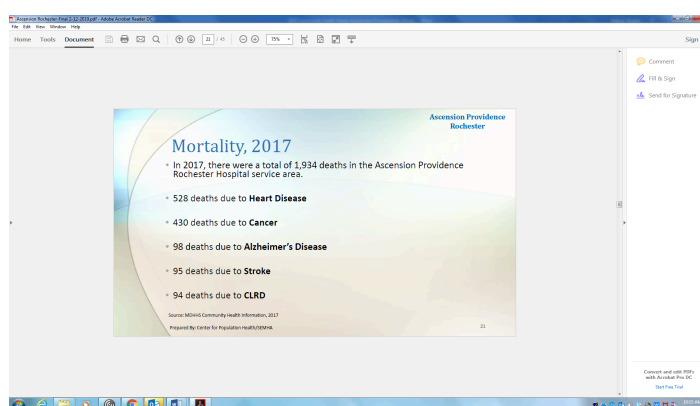 Ascension Rochester-Final 2-12-2019.pdf - Adobe Acrobat Reader DC
File Edit View Window Help
Home Tools Document
21 / 45
75%
Sign
Comment
Fill & Sign
Send for Signature
Ascension Providence
Rochester
Mortality, 2017
In 2017, there were a total of 1,934 deaths in the Ascension Providence
Rochester Hospital service area.
528 deaths due to Heart Disease
430 deaths due to Cancer
98 deaths due to Alzheimer's Disease
95 deaths due to Stroke
94 deaths due to CLRD
Source: MDHHS Community Health Information, 2017
Prepared By: Center for Population Health/SEMHA
21
Convert and edit PDFs
with Acrobat Pro DC
Start Free Trial